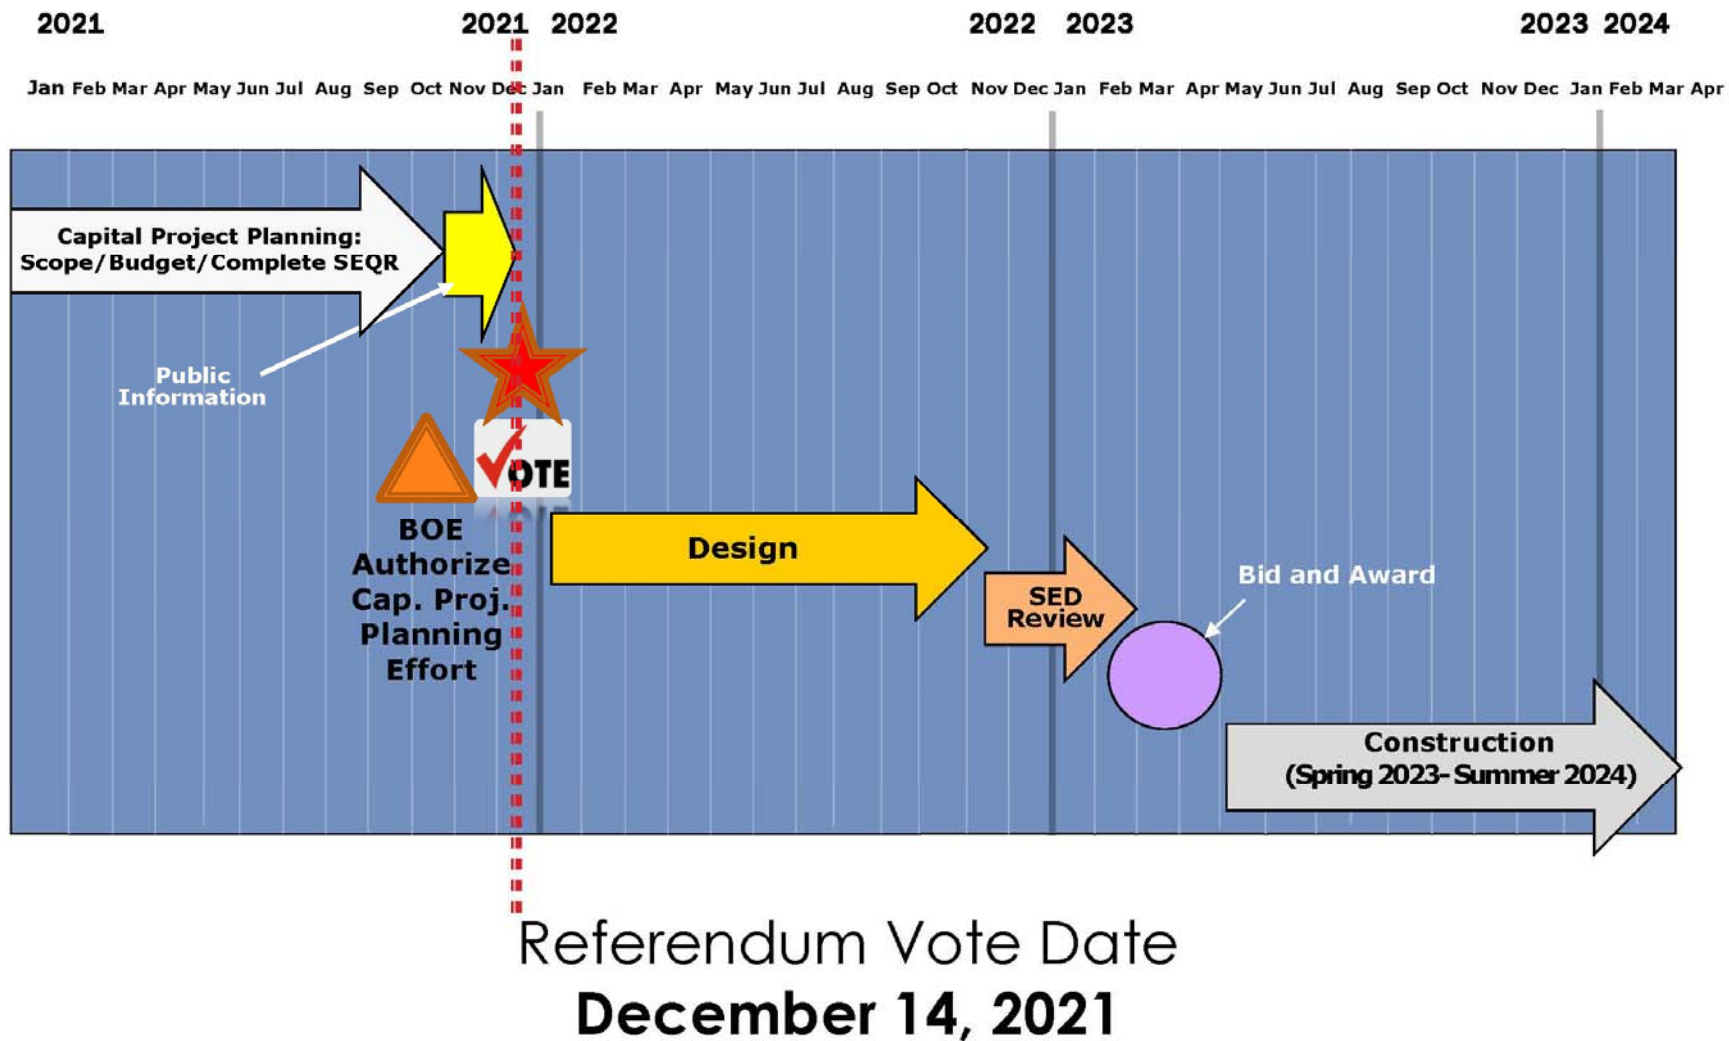 2021 2021 2022 2022 2023 2023 2024
Jan Feb Mar Apr May Jun Jul Aug Sep Oct Nov Dec Jan Feb Mar Apr May Jun Jul Aug Sep Oct Nov Dec Jan Feb Mar Apr May Jun Jul Aug Sep Oct Nov Dec Jan Feb Mar Apr
Capital Project Planning:
Scope/Budget/Complete SEQR
Public
Information
VOTE
BOE
Authorize
Cap. Proj.
Planning
Effort
Design
SED
Review
Bid and Award
Construction
(Spring 2023-Summer 2024)
Referendum Vote Date
December 14, 2021